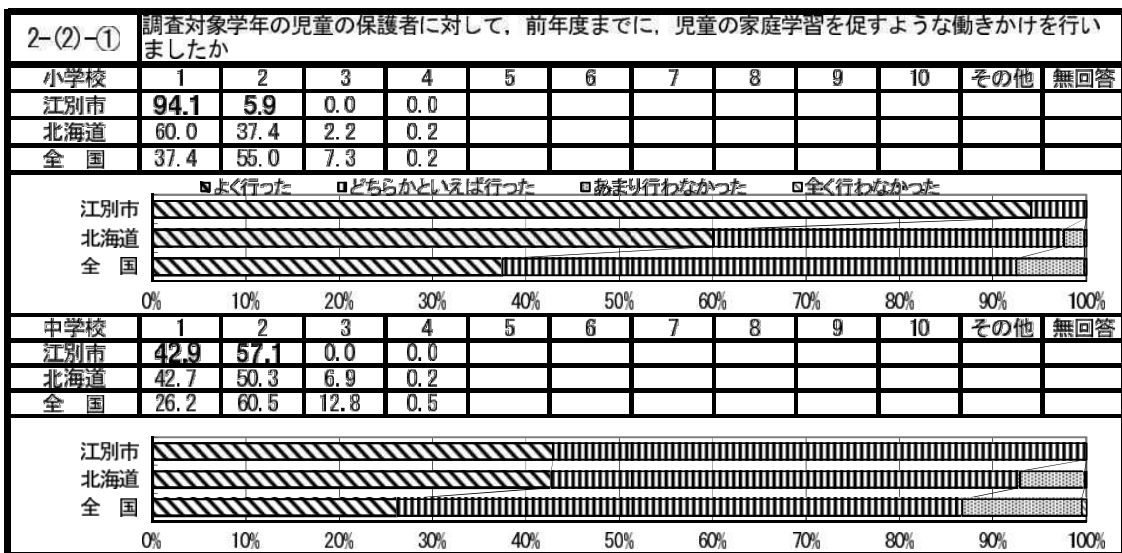 2-(2)-① 調査対象学年の児童の保護者に対して，前年度までに，児童の家庭学習を促すような働きかけを行い
ましたか
小学校 1 2 3 4 5 6 7 8 9 10 その他 無回答
江別市 94.1 5.9 0.0 0.0
北海道 60.0 37.4 2.2 0.2
全 国 37.4 55.0 7.3 0.2
よく行った どちらかといえば行った あまり行わなかった 全く行わなかった
江別市
北海道
全 国
0% 10% 20% 30% 40% 50% 60% 70% 80% 90% 100%
中学校 1 2 3 4 5 6 7 8 9 10 その他 無回答
江別市 42.9 57.1 0.0 0.0
北海道 42.7 50.3 6.9 0.2
全 国 26.2 60.5 12.8 0.5
江別市
北海道
全 国
0% 10% 20% 30% 40% 50% 60% 70% 80% 90% 100%